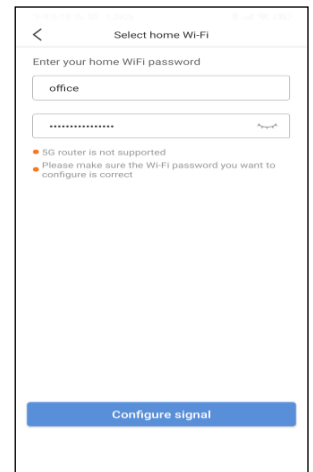 Select home Wi-Fi
Enter your home WiFi password
office
••••••••••••••••
5G router is not supported
Please make sure the Wi-Fi password you want to
configure is correct
Configure signal